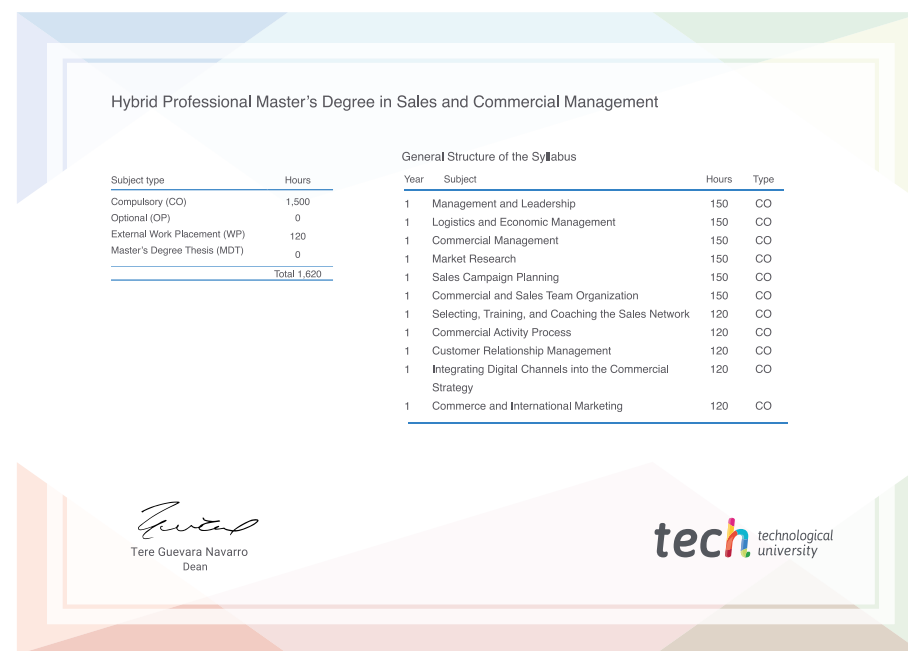 Hybrid Professional Master's Degree in Sales and Commercial Management
Subject type Hours
Compulsory (CO) 1,500
Optional (OP) 0
External Work Placement (WP) 120
Master's Degree Thesis (MDT) 0
Total 1,620
General Structure of the Syllabus
Year Subject Hours Type
1 Management and Leadership 150 CO
1 Logistics and Economic Management 150 CO
1 Commercial Management 150 CO
1 Market Research 150 CO
1 Sales Campaign Planning 150 CO
1 Commercial and Sales Team Organization 150 CO
1 Selecting, Training, and Coaching the Sales Network 120 CO
1 Commercial Activity Process 120 CO
1 Customer Relationship Management 120 CO
1 Integrating Digital Channels into the Commercial 120 CO
Strategy
1 Commerce and International Marketing 120 CO
Tere Guevara Navarro
Dean
tech technological
university